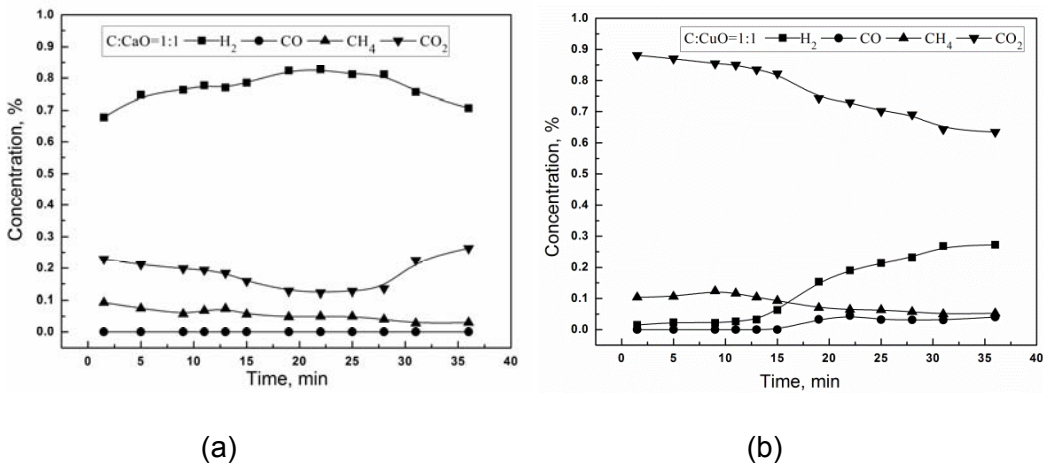 C:CaO=1:1 H2 CO CH4 CO2
Concentration, %
1.0
0.9
0.8
0.7
0.6
0.5
0.4
0.3
0.2
0.1
0.0
0 5 10 15 20 25 30 35 40
Time, min
(a)
C:CuO=1:1 H2 CO CH4 CO2
Concentration, %
1.0
0.9
0.8
0.7
0.6
0.5
0.4
0.3
0.2
0.1
0.0
0 5 10 15 20 25 30 35 40
Time, min
(b)